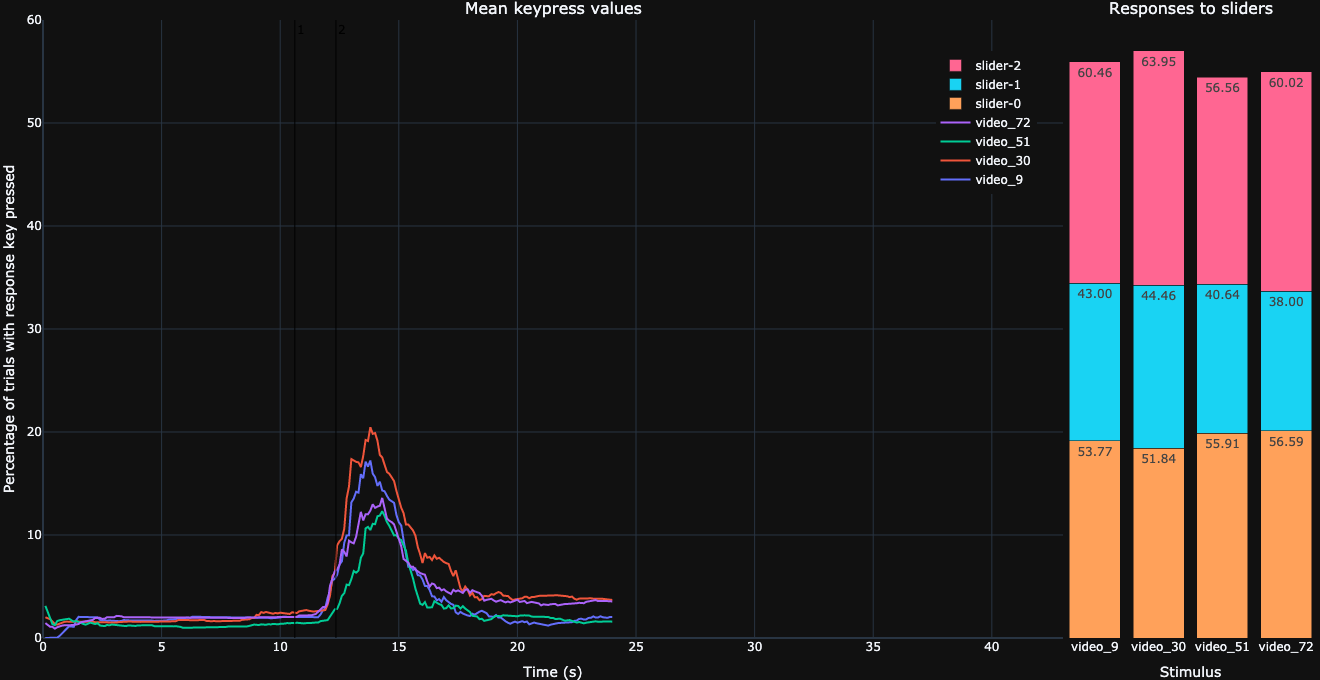 Mean keypress values
Responses to sliders
Percentage of trials with response key pressed
60
50
40
30
20
10
0
1
2
slider-2
slider-1
slider-0
video_72
video_51
video_30
video_9
0
5
10
15
20
25
30
35
40
Time (s)
60.46
63.95
56.56
60.02
43.00
44.46
40.64
38.00
53.77
51.84
55.91
56.59
video_9
video_30
video_51
video_72
Stimulus